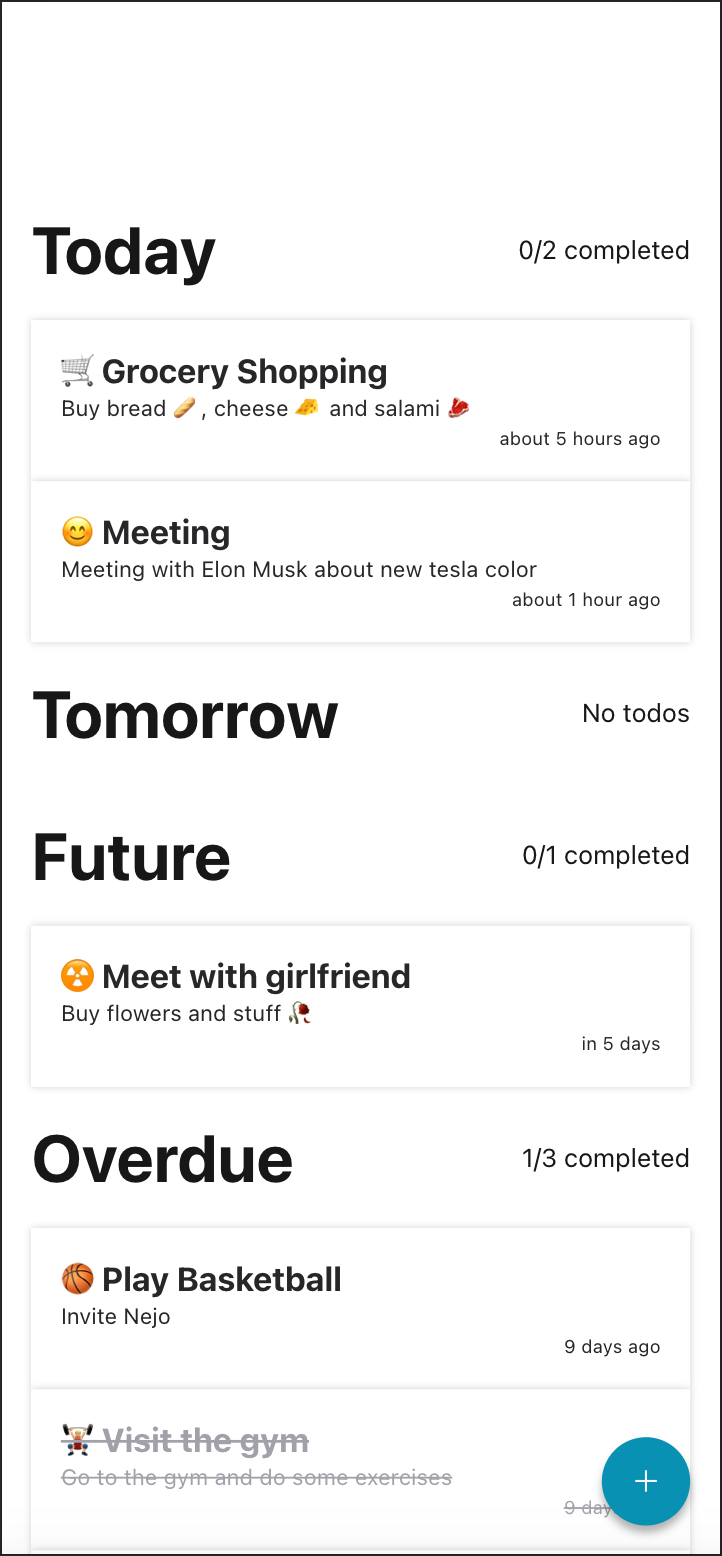 Today
0/2 completed
🛒 Grocery Shopping
Buy bread 🥖 , cheese 🧀 and salami 🥩
about 5 hours ago
😊 Meeting
Meeting with Elon Musk about new tesla color
about 1 hour ago
Tomorrow
No todos
Future
0/1 completed
☢️ Meet with girlfriend
Buy flowers and stuff 🥀
in 5 days
Overdue
1/3 completed
🏀 Play Basketball
Invite Nejo
9 days ago
🏋️ Visit the gym
Go to the gym and do some exercises
9
+